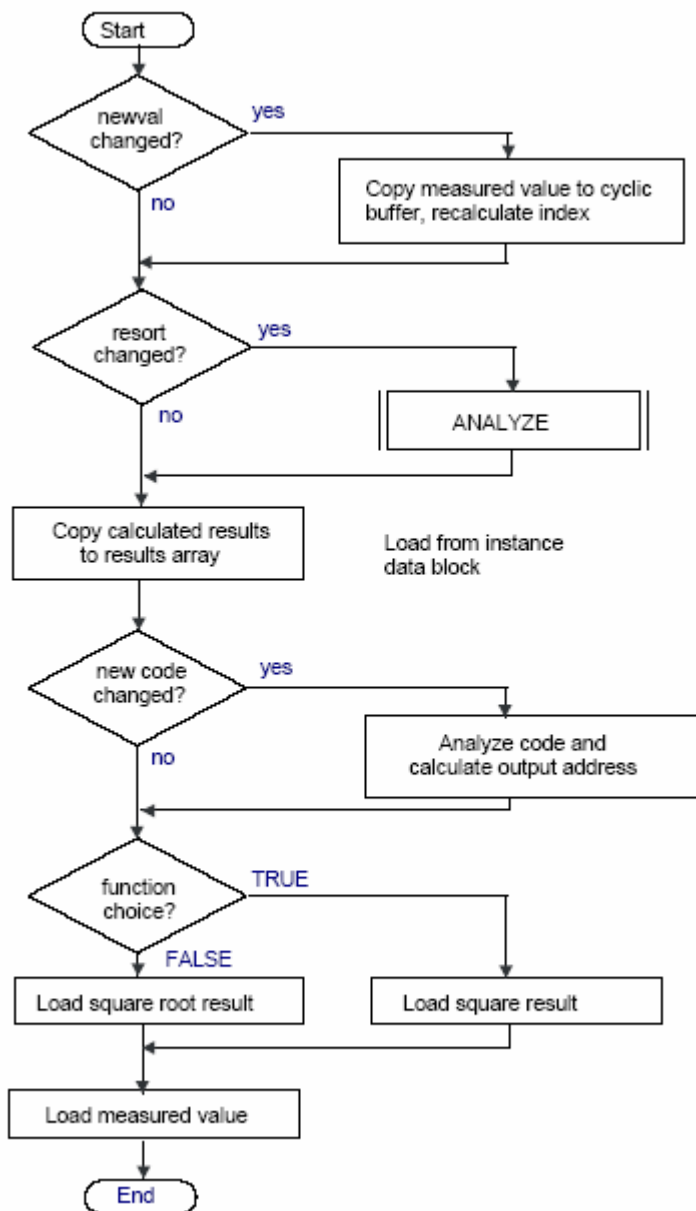 Start
newval
changed?
yes
no
Copy measured value to cyclic
buffer, recalculate index
resort
changed?
yes
no
ANALYZE
Copy calculated results
to results array
Load from instance
data block
new code
changed?
yes
no
Analyze code and
calculate output address
function
choice?
TRUE
FALSE
Load square root result
Load square result
Load measured value
End